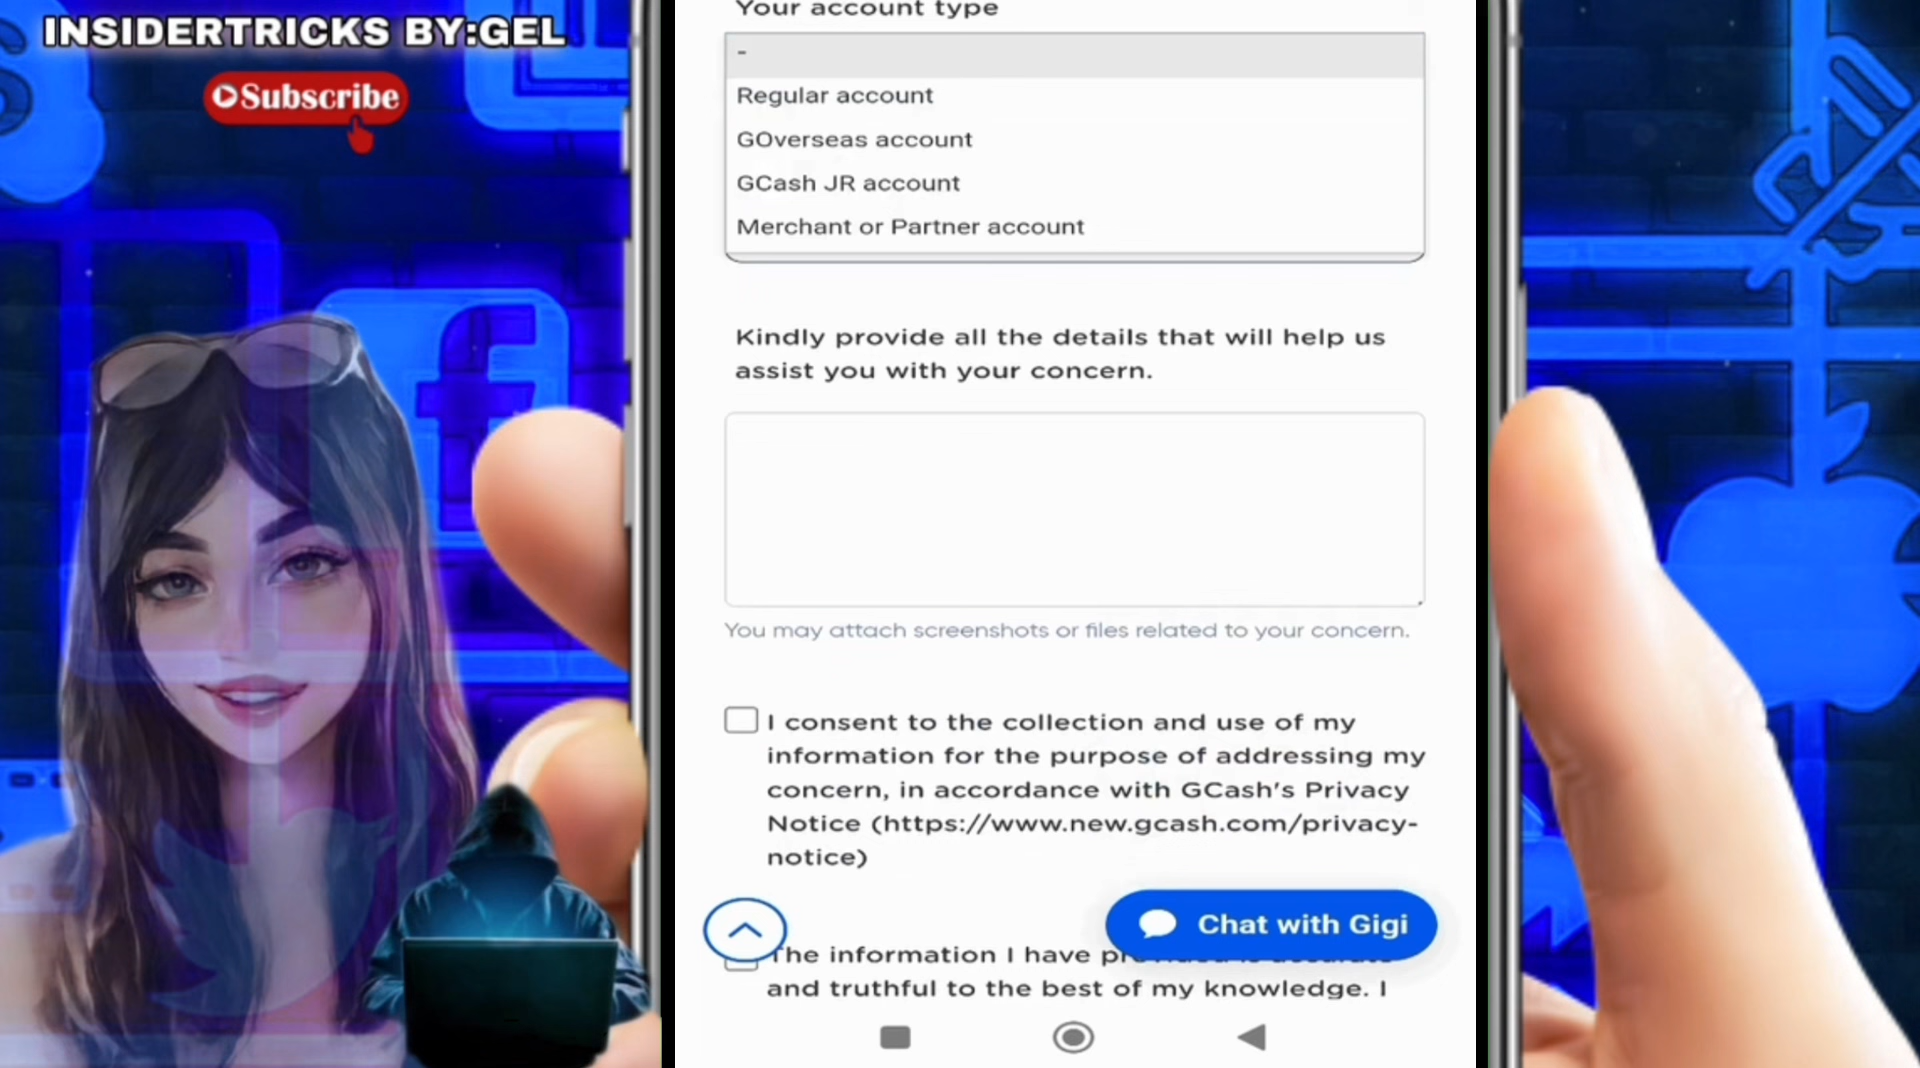 INSIDERTRICKS BY:GEL
Subscribe
Your account type
-
Regular account
GOverseas account
GCash JR account
Merchant or Partner account
Kindly provide all the details that will help us
assist you with your concern.
You may attach screenshots or files related to your concern.
I consent to the collection and use of my
information for the purpose of addressing my
concern, in accordance with GCash's Privacy
Notice (https://www.new.gcash.com/privacy-
notice)
Chat with Gigi
The information I have
and truthful to the best of my knowledge. I